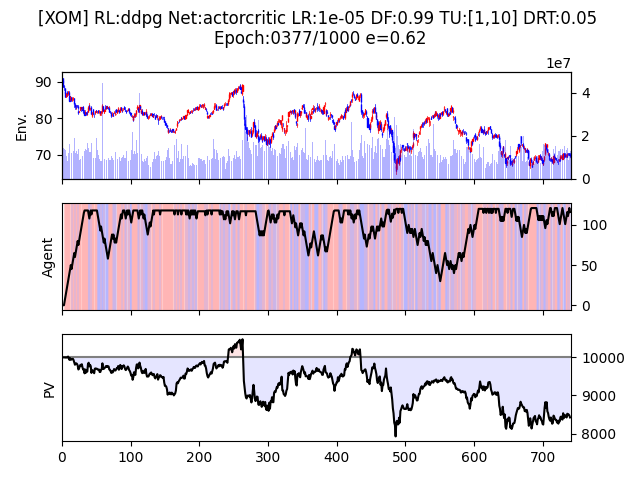 [XOM] RL:ddpg Net:actorcritic LR:1e-05 DF:0.99 TU:[1,10] DRT:0.05
Epoch:0377/1000 e=0.62
1e7
90
80
70
Env.
4
2
0
Agent
100
50
0
PV
10000
9000
8000
0 100 200 300 400 500 600 700